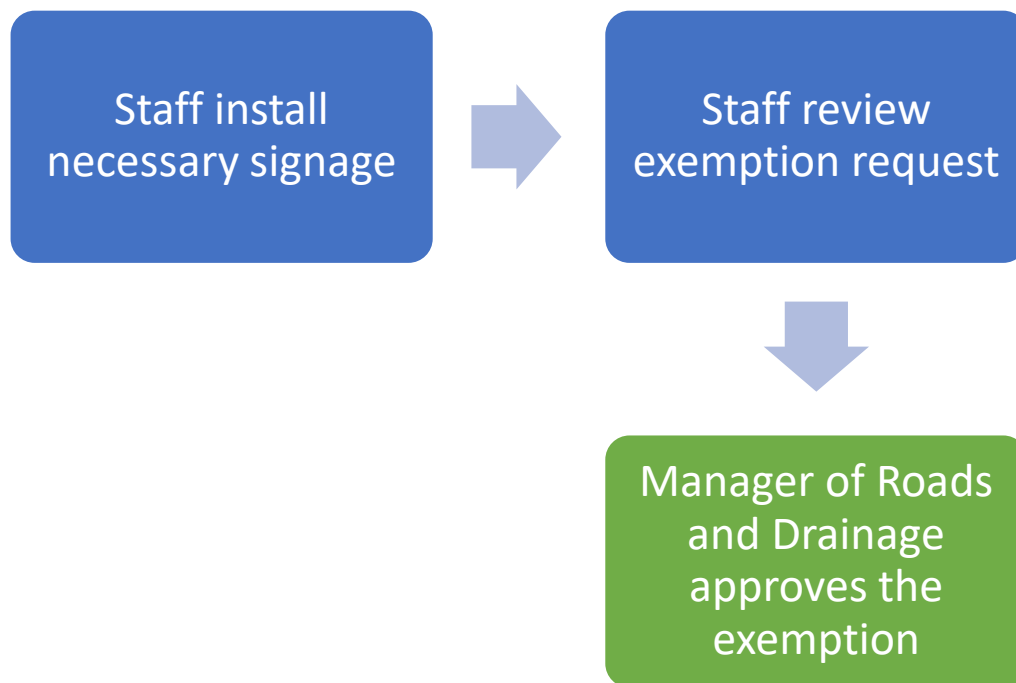 Staff install
necessary signage
Staff review
exemption request
Manager of Roads
and Drainage
approves the
exemption